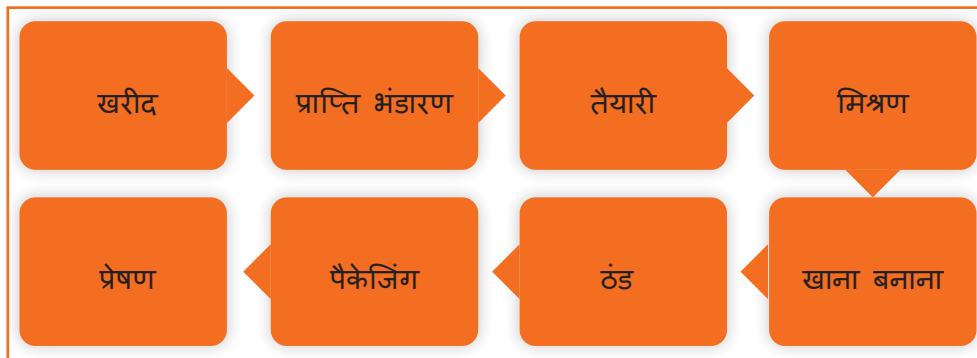 खरीद
प्राप्ति भंडारण
तैयारी
मिश्रण
खाना बनाना
ठंड
पैकेजिंग
प्रेषण